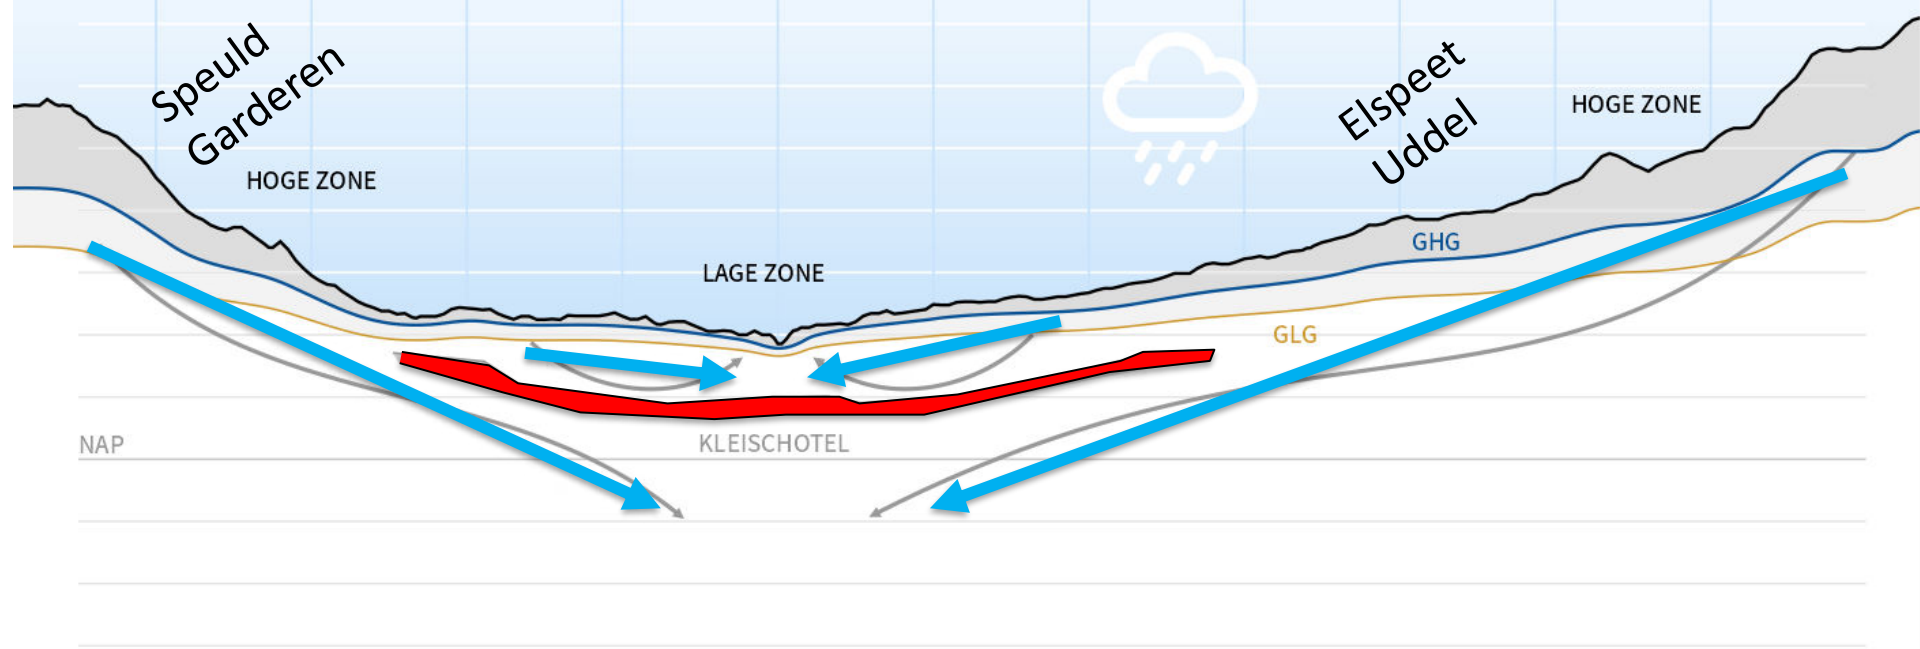 Speuld
Garderen
HOGE ZONE
LAGE ZONE
Elspeet
Uddel
HOGE ZONE
GHG
GLG
NAP
KLEISCHOTEL